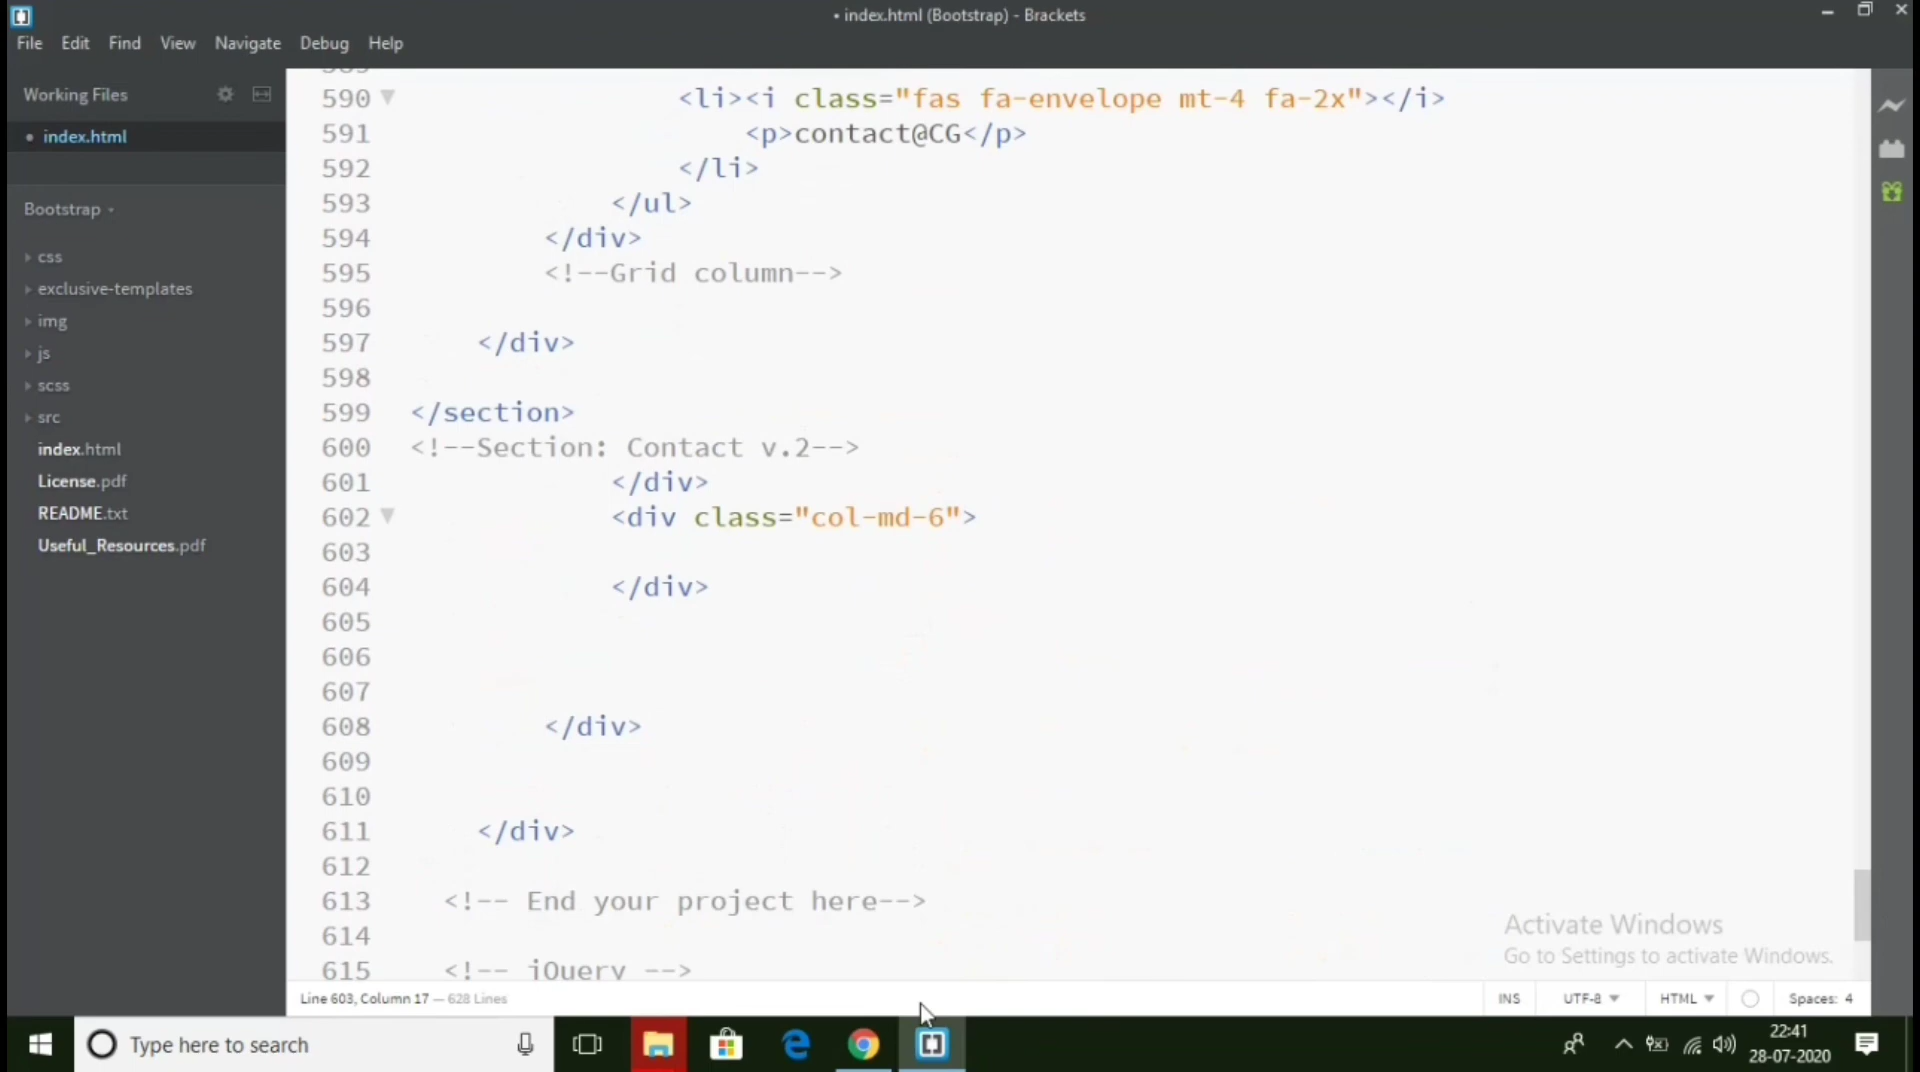 • index.html (Bootstrap) - Brackets
File Edit Find View Navigate Debug Help
Working Files
• index.html
Bootstrap
css
exclusive-templates
img
js
scss
src
index.html
License.pdf
README.txt
Useful_Resources.pdf
590 <li><i class="fas fa-envelope mt-4 fa-2x"></i>
591 <p>contact@CG</p>
592 </li>
593 </ul>
594 </div>
595 <!--Grid column-->
596
597 </div>
598
599 </section>
600 <!--Section: Contact v.2-->
601 </div>
602 <div class="col-md-6">
603
604 </div>
605
606
607
608 </div>
609
610
611 </div>
612
613 <!-- End your project here-->
614
615 <!-- jQuery -->
Activate Windows
Go to Settings to activate Windows.
Line 603, Column 17 — 628 Lines
INS UTF-8 HTML Spaces: 4
Type here to search
22:41
28-07-2020